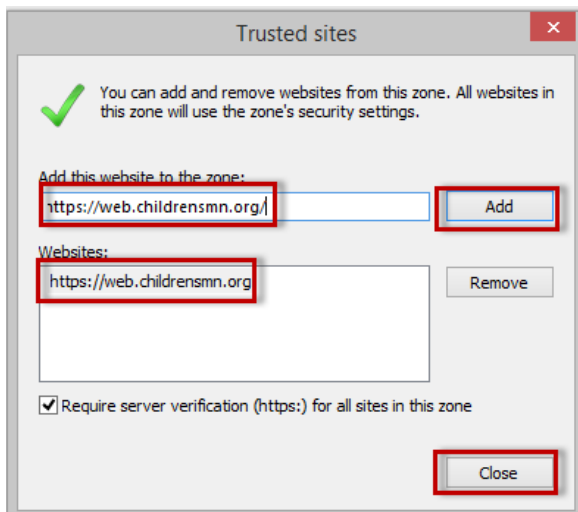 Trusted sites
You can add and remove websites from this zone. All websites in
this zone will use the zone's security settings.
Add this website to the zone:
https://web.childrensmn.org/
Add
Websites:
https://web.childrensmn.org
Remove
Require server verification (https:) for all sites in this zone
Close